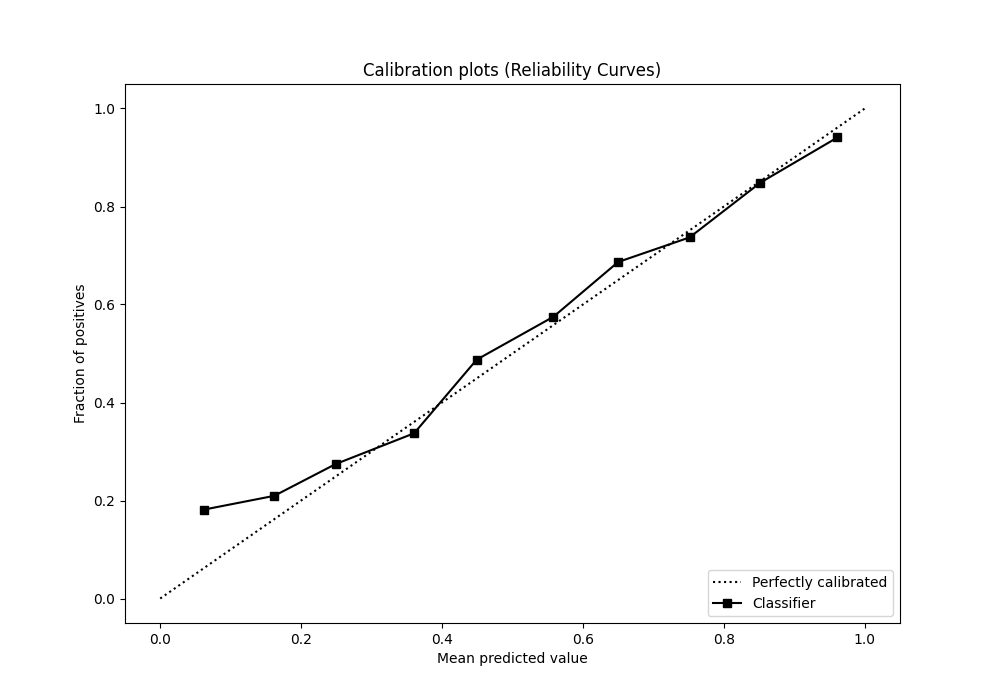 Calibration plots (Reliability Curves)
1.0
0.8
0.6
0.4
0.2
0.0
Fraction of positives
Perfectly calibrated
Classifier
0.0 0.2 0.4 0.6 0.8 1.0
Mean predicted value